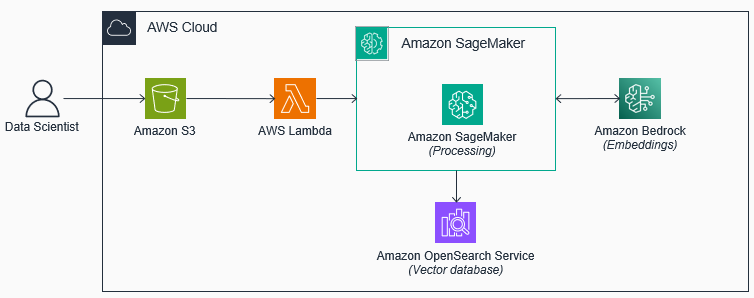 AWS Cloud
Amazon SageMaker
Data Scientist
Amazon S3
AWS Lambda
Amazon SageMaker
(Processing)
Amazon Bedrock
(Embeddings)
Amazon OpenSearch Service
(Vector database)